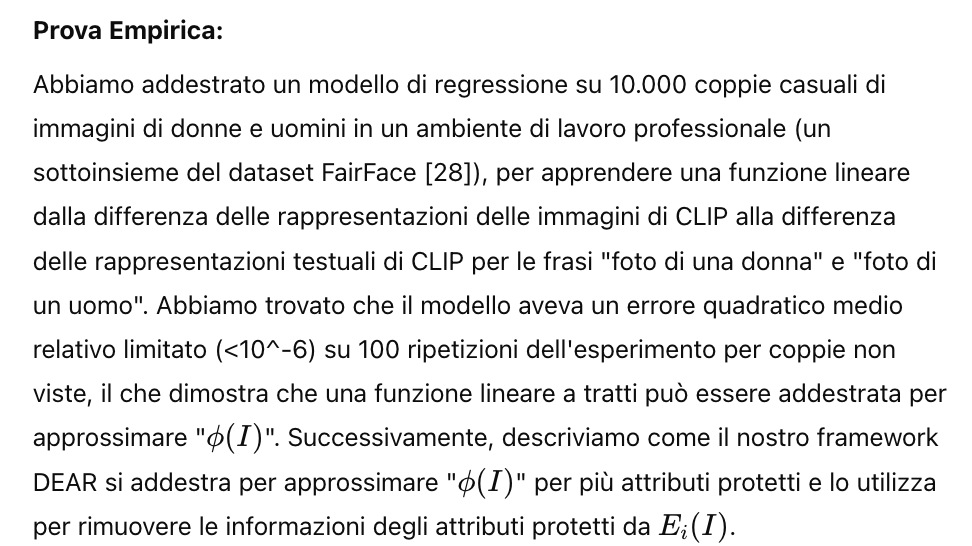 Prova Empirica:
Abbiamo addestrato un modello di regressione su 10.000 coppie casuali di
immagini di donne e uomini in un ambiente di lavoro professionale (un
sottoinsieme del dataset FairFace [28]), per apprendere una funzione lineare
dalla differenza delle rappresentazioni delle immagini di CLIP alla differenza
delle rappresentazioni testuali di CLIP per le frasi "foto di una donna" e "foto di
un uomo". Abbiamo trovato che il modello aveva un errore quadratico medio
relativo limitato (<10^-6) su 100 ripetizioni dell'esperimento per coppie non
viste, il che dimostra che una funzione lineare a tratti può essere addestrata per
approssimare "ϕ(I)". Successivamente, descriviamo come il nostro framework
DEAR si addestra per approssimare "ϕ(I)" per più attributi protetti e lo utilizza
per rimuovere le informazioni degli attributi protetti da Eᵢ(I).